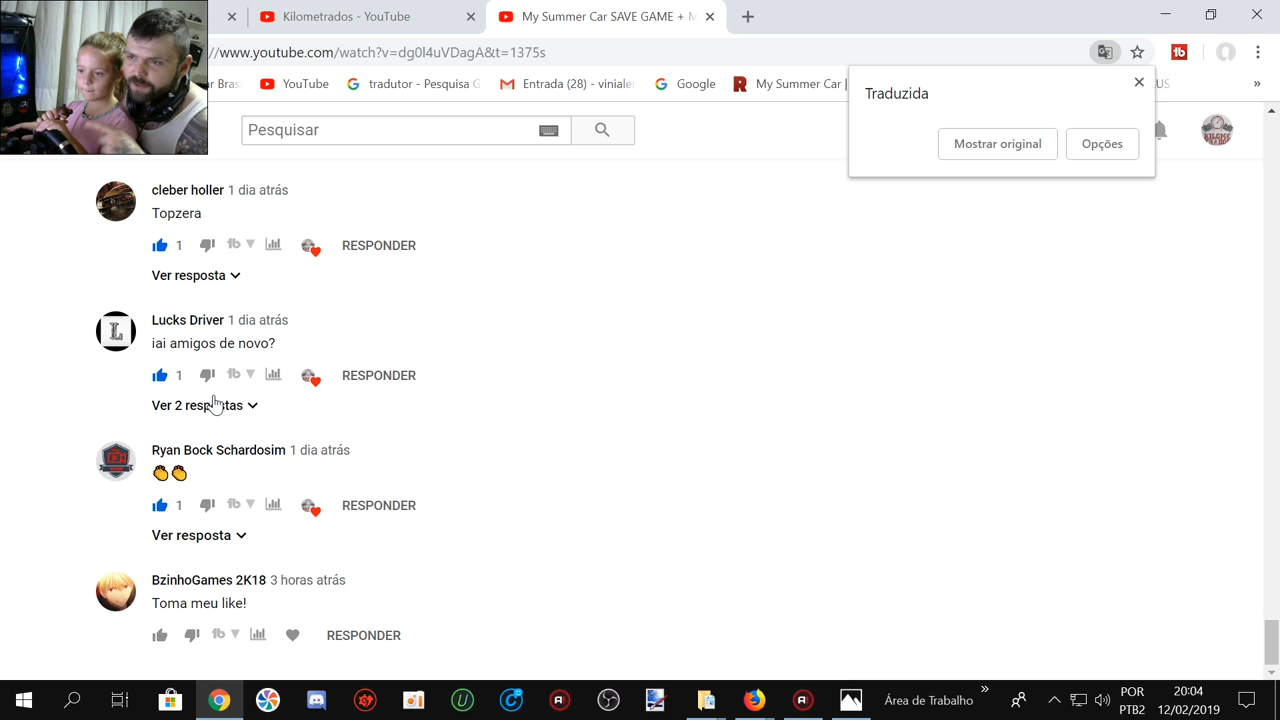 Kilometrados - YouTube
My Summer Car SAVE GAME + M
//www.youtube.com/watch?v=dg0l4uVDagA&t=1375s
r Bras
YouTube
tradutor - Pesquisa G
Entrada (28) - vinialer
Google
My Summer Car |
US
»
Traduzida
Mostrar original
Opções
Pesquisar
cleber holler 1 dia atrás
Topzera
1 RESPONDER
Ver resposta
Lucks Driver 1 dia atrás
iai amigos de novo?
1 RESPONDER
Ver 2 respostas
Ryan Bock Schardosim 1 dia atrás
👏👏
1 RESPONDER
Ver resposta
BzinhoGames 2K18 3 horas atrás
Toma meu like!
RESPONDER
Área de Trabalho
»
POR
PTB2
20:04
12/02/2019